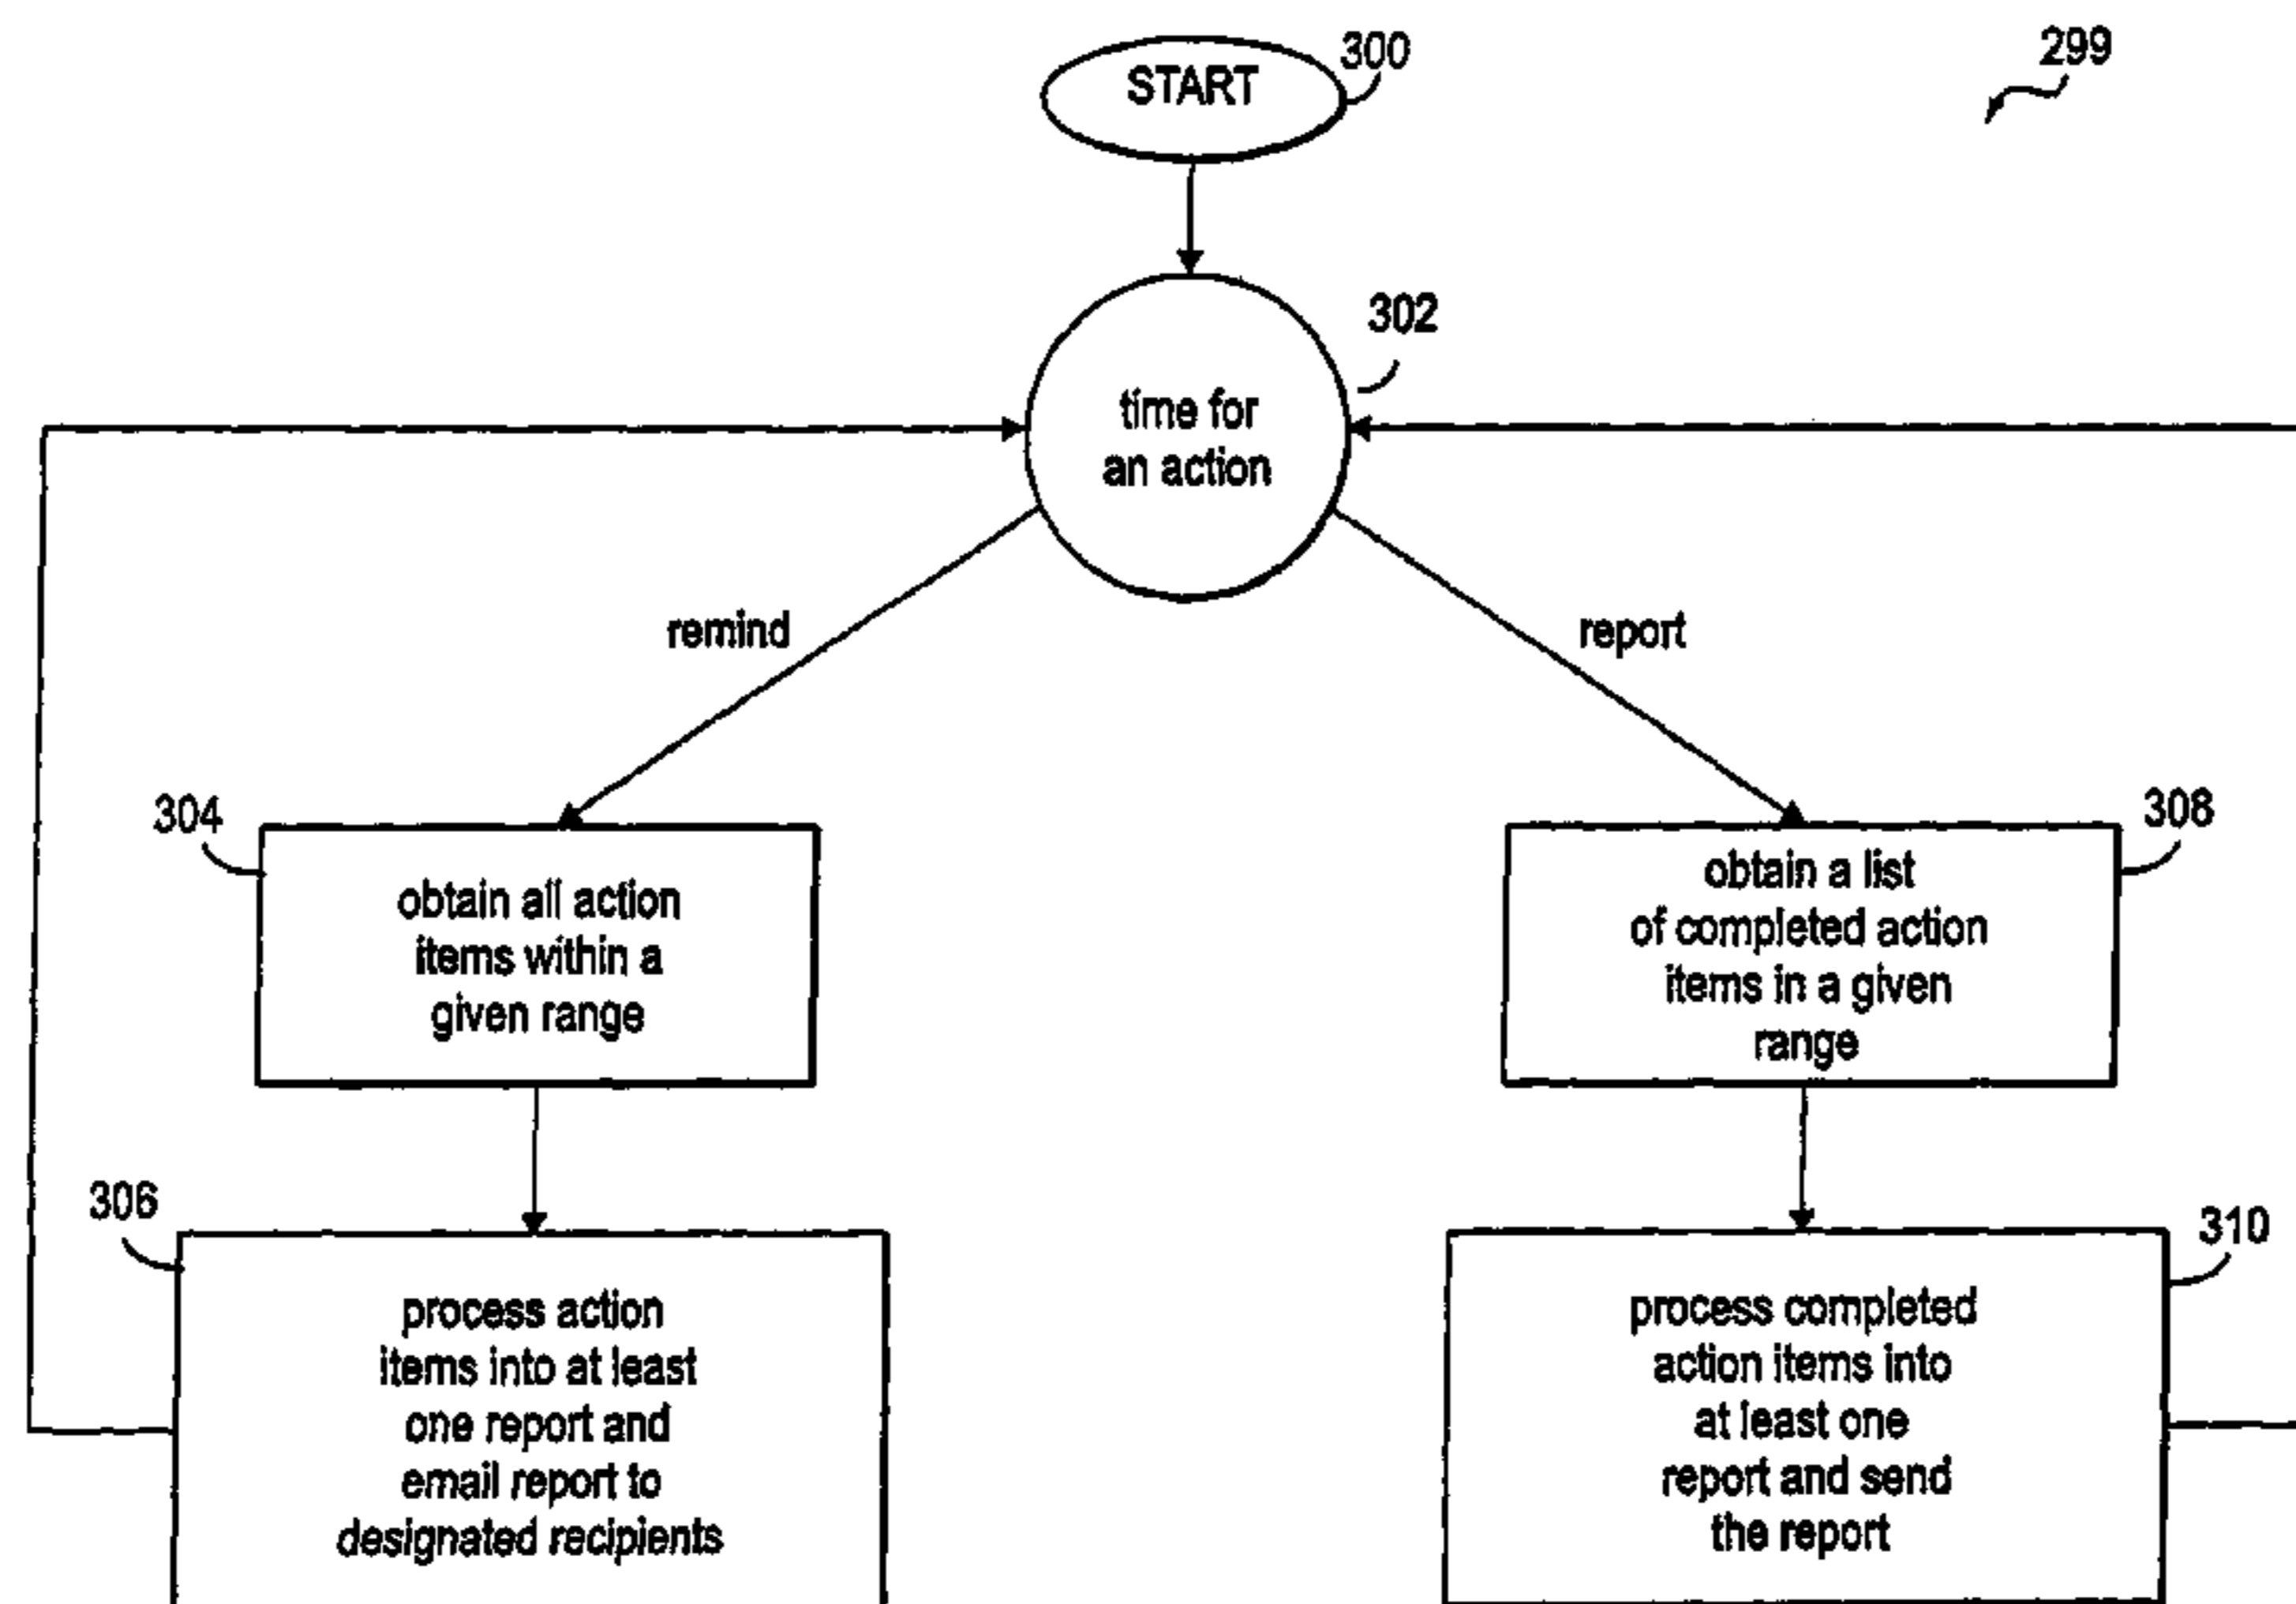 START
300
299
302
time for
an action
remind
report
304
obtain all action
items within a
given range
308
obtain a list
of completed action
items in a given
range
306
process action
items into at least
one report and
email report to
designated recipients
310
process completed
action items into
at least one
report and send
the report